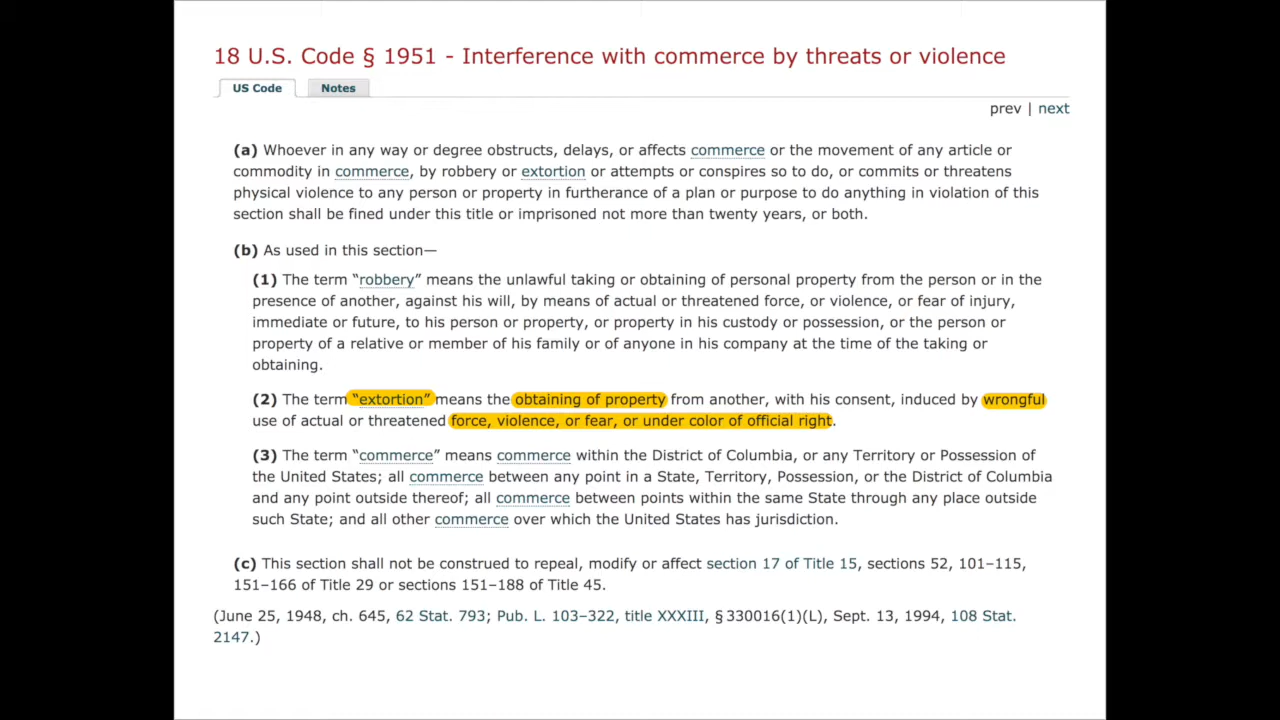 18 U.S. Code § 1951 - Interference with commerce by threats or violence
US Code Notes
prev | next
(a) Whoever in any way or degree obstructs, delays, or affects commerce or the movement of any article or
commodity in commerce, by robbery or extortion or attempts or conspires so to do, or commits or threatens
physical violence to any person or property in furtherance of a plan or purpose to do anything in violation of this
section shall be fined under this title or imprisoned not more than twenty years, or both.
(b) As used in this section—
(1) The term “robbery” means the unlawful taking or obtaining of personal property from the person or in the
presence of another, against his will, by means of actual or threatened force, or violence, or fear of injury,
immediate or future, to his person or property, or property in his custody or possession, or the person or
property of a relative or member of his family or of anyone in his company at the time of the taking or
obtaining.
(2) The term “extortion” means the obtaining of property from another, with his consent, induced by wrongful
use of actual or threatened force, violence, or fear, or under color of official right.
(3) The term “commerce” means commerce within the District of Columbia, or any Territory or Possession of
the United States; all commerce between any point in a State, Territory, Possession, or the District of Columbia
and any point outside thereof; all commerce between points within the same State through any place outside
such State; and all other commerce over which the United States has jurisdiction.
(c) This section shall not be construed to repeal, modify or affect section 17 of Title 15, sections 52, 101–115,
151–166 of Title 29 or sections 151–188 of Title 45.
(June 25, 1948, ch. 645, 62 Stat. 793; Pub. L. 103–322, title XXXIII, § 330016(1)(L), Sept. 13, 1994, 108 Stat.
2147.)